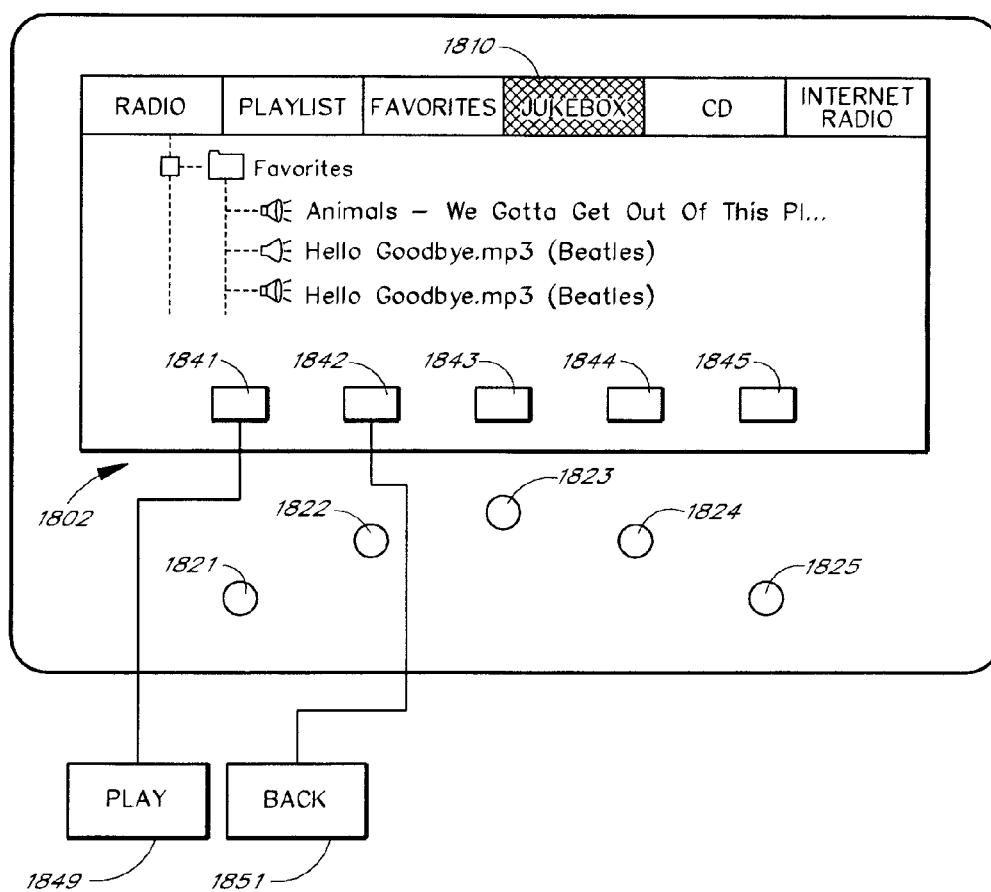 1810
RADIO PLAYLIST FAVORITES JUKEBOX CD INTERNET RADIO
Favorites
Animals – We Gotta Get Out Of This Pl...
Hello Goodbye.mp3 (Beatles)
Hello Goodbye.mp3 (Beatles)
1841 1842 1843 1844 1845
1802
1821 1822 1823 1824 1825
PLAY BACK
1849 1851